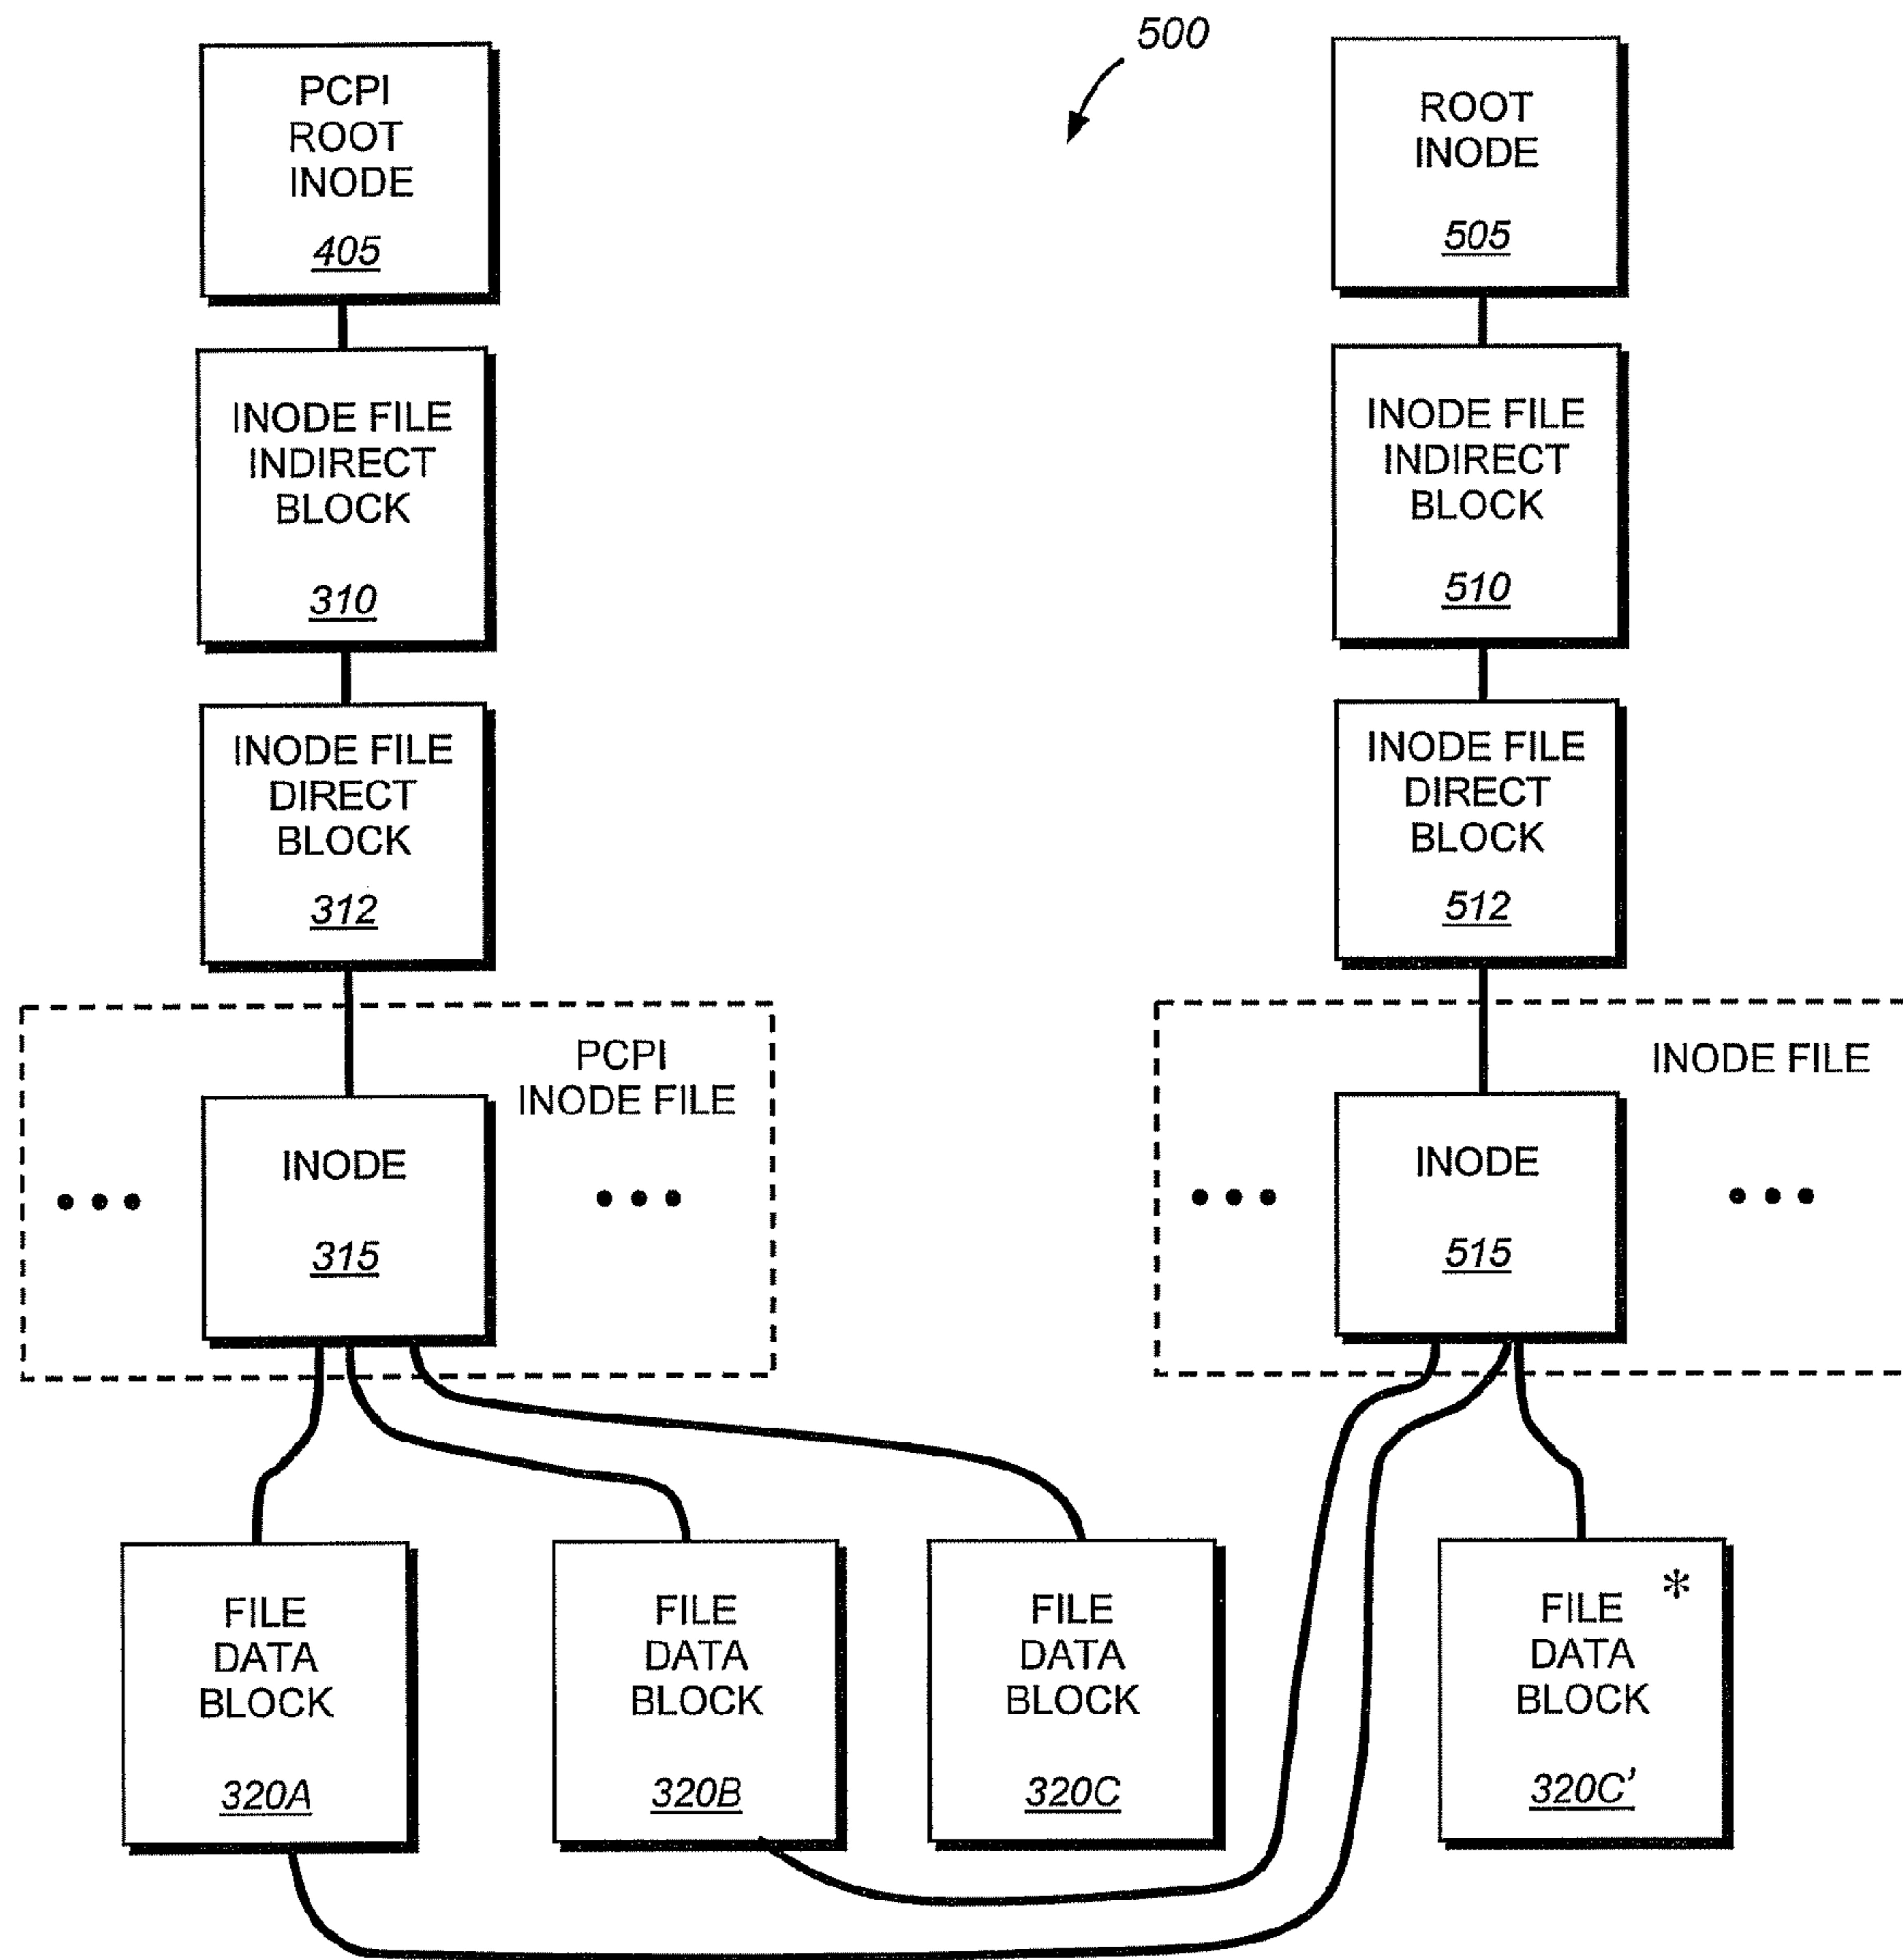 500
PCPI
ROOT
INODE
405
INODE FILE
INDIRECT
BLOCK
310
INODE FILE
DIRECT
BLOCK
312
PCPI
INODE FILE
INODE
315
ROOT
INODE
505
INODE FILE
INDIRECT
BLOCK
510
INODE FILE
DIRECT
BLOCK
512
INODE FILE
INODE
515
FILE
DATA
BLOCK
320A
FILE
DATA
BLOCK
320B
FILE
DATA
BLOCK
320C
FILE *
DATA
BLOCK
320C'